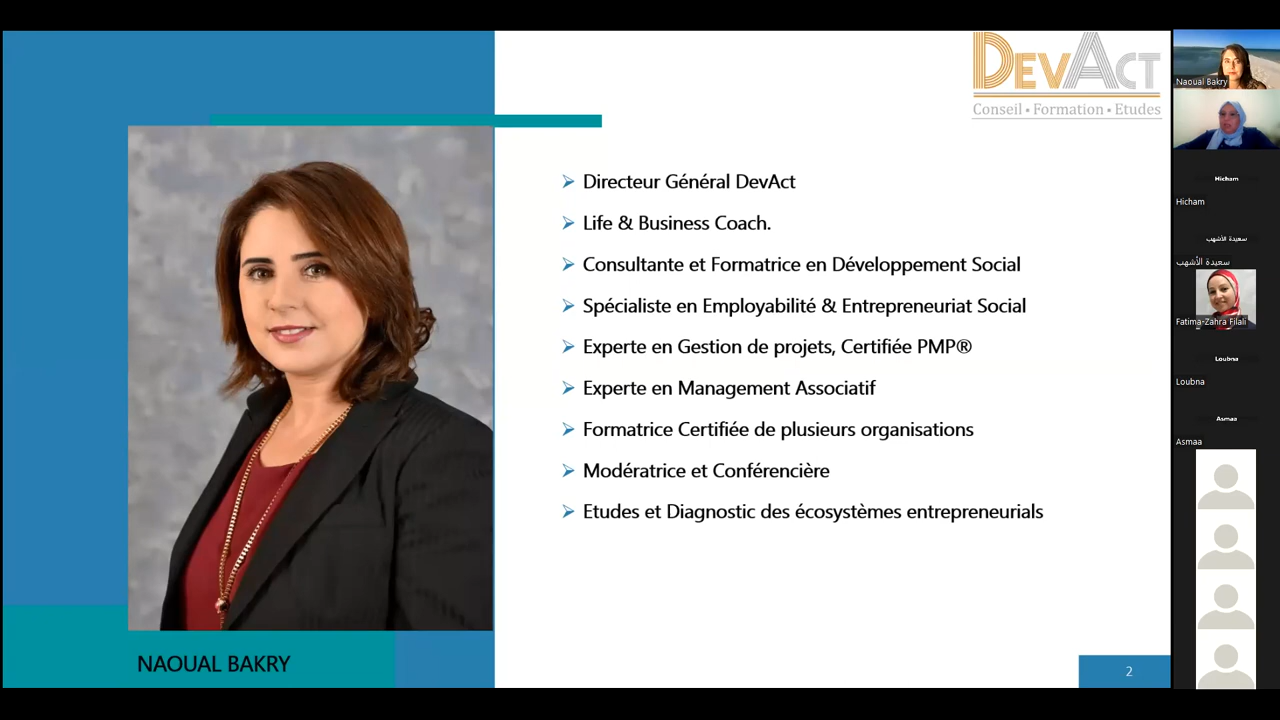 DEVACT
Conseil • Formation • Etudes
➢ Directeur Général DevAct
➢ Life & Business Coach.
➢ Consultante et Formatrice en Développement Social
➢ Spécialiste en Employabilité & Entrepreneuriat Social
➢ Experte en Gestion de projets, Certifiée PMP®
➢ Experte en Management Associatif
➢ Formatrice Certifiée de plusieurs organisations
➢ Modératrice et Conférencière
➢ Etudes et Diagnostic des écosystèmes entrepreneurials
NAOUAL BAKRY
2
Naoual Bakry
Hicham
Hicham
سعيدة الأشهب
سعيدة الأشهب
Fatima-Zahra Filali
Loubna
Loubna
Asmaa
Asmaa